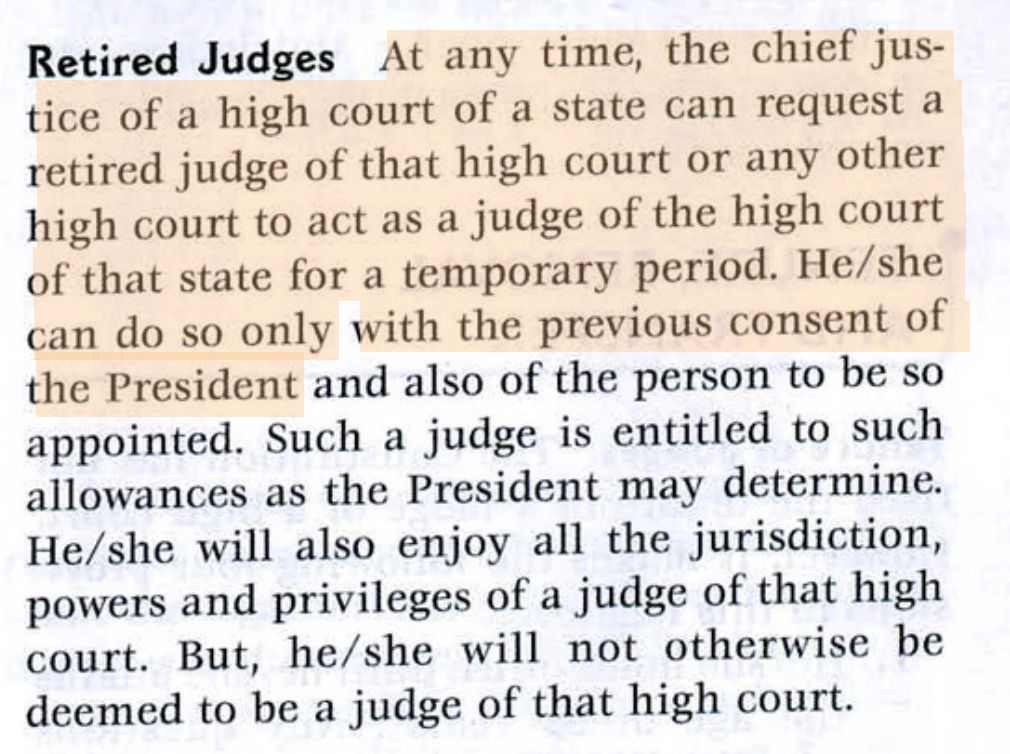 Retired Judges At any time, the chief jus-
tice of a high court of a state can request a
retired judge of that high court or any other
high court to act as a judge of the high court
of that state for a temporary period. He/she
can do so only with the previous consent of
the President and also of the person to be so
appointed. Such a judge is entitled to such
allowances as the President may determine.
He/she will also enjoy all the jurisdiction,
powers and privileges of a judge of that high
court. But, he/she will not otherwise be
deemed to be a judge of that high court.